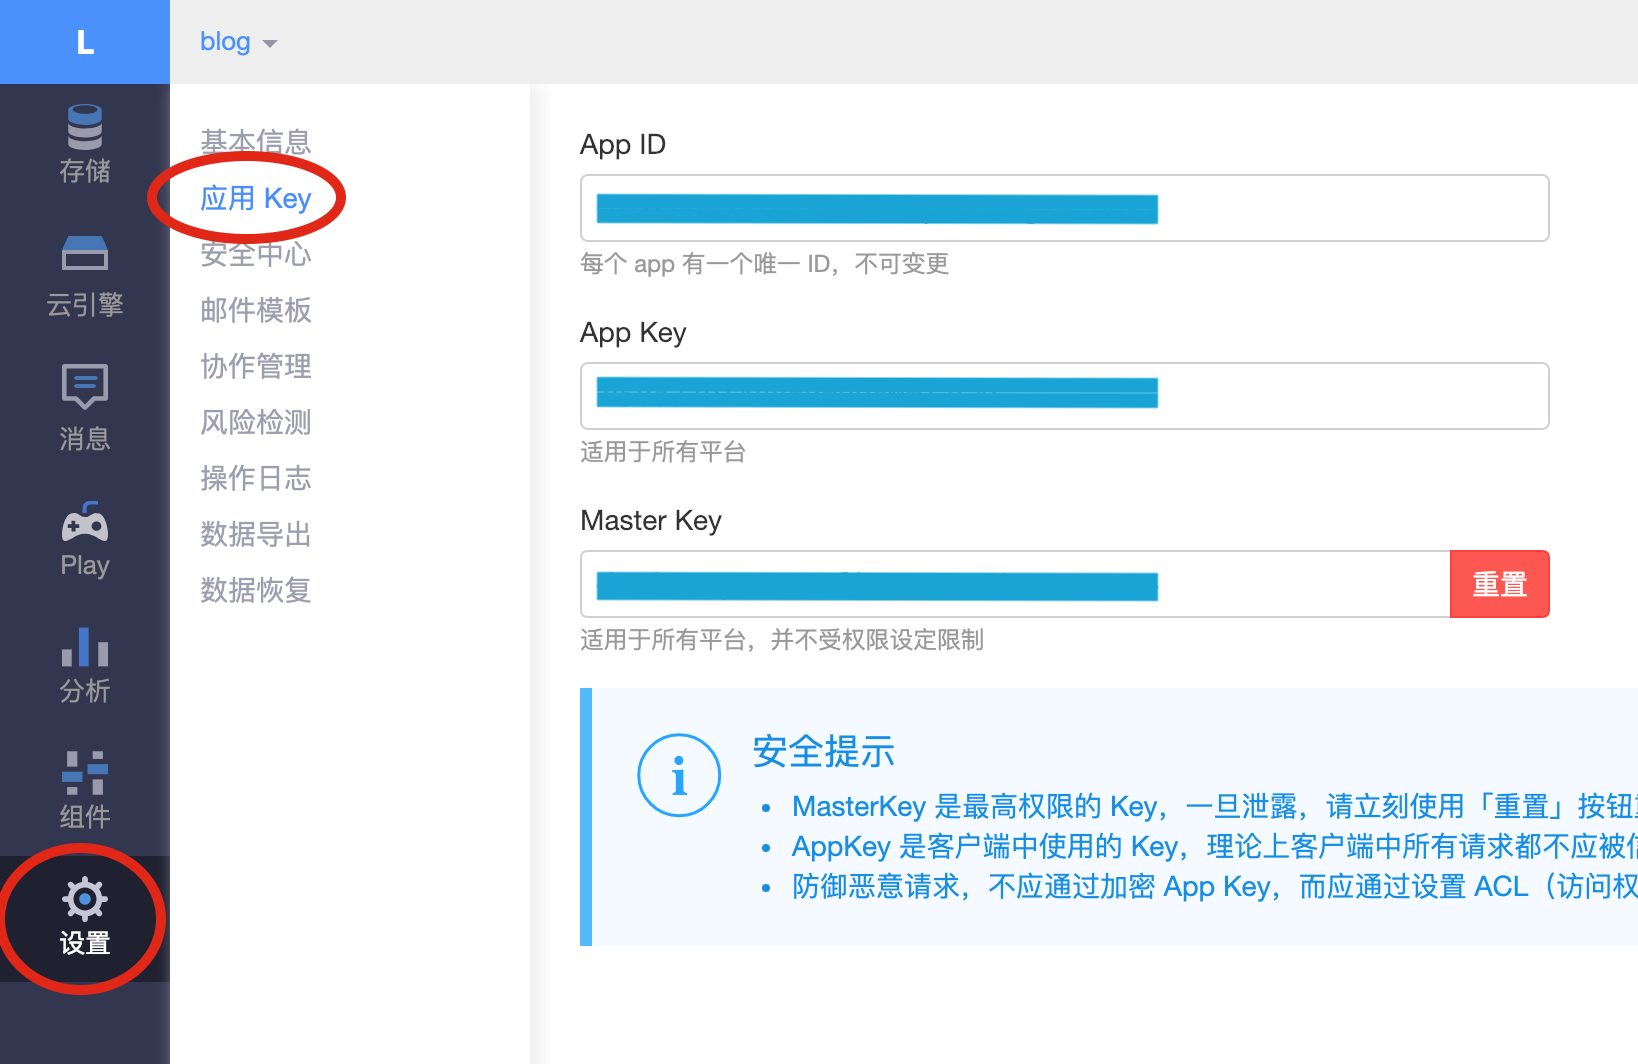 L
blog
存储
云引擎
消息
Play
分析
组件
设置
基本信息
应用 Key
安全中心
邮件模板
协作管理
风险检测
操作日志
数据导出
数据恢复
App ID
每个 app 有一个唯一 ID，不可变更
App Key
适用于所有平台
Master Key
重置
适用于所有平台，并不受权限设定限制
安全提示
• MasterKey 是最高权限的 Key，一旦泄露，请立刻使用「重置」按钮
• AppKey 是客户端中使用的 Key，理论上客户端中所有请求都不应被
• 防御恶意请求，不应通过加密 App Key，而应通过设置 ACL（访问权